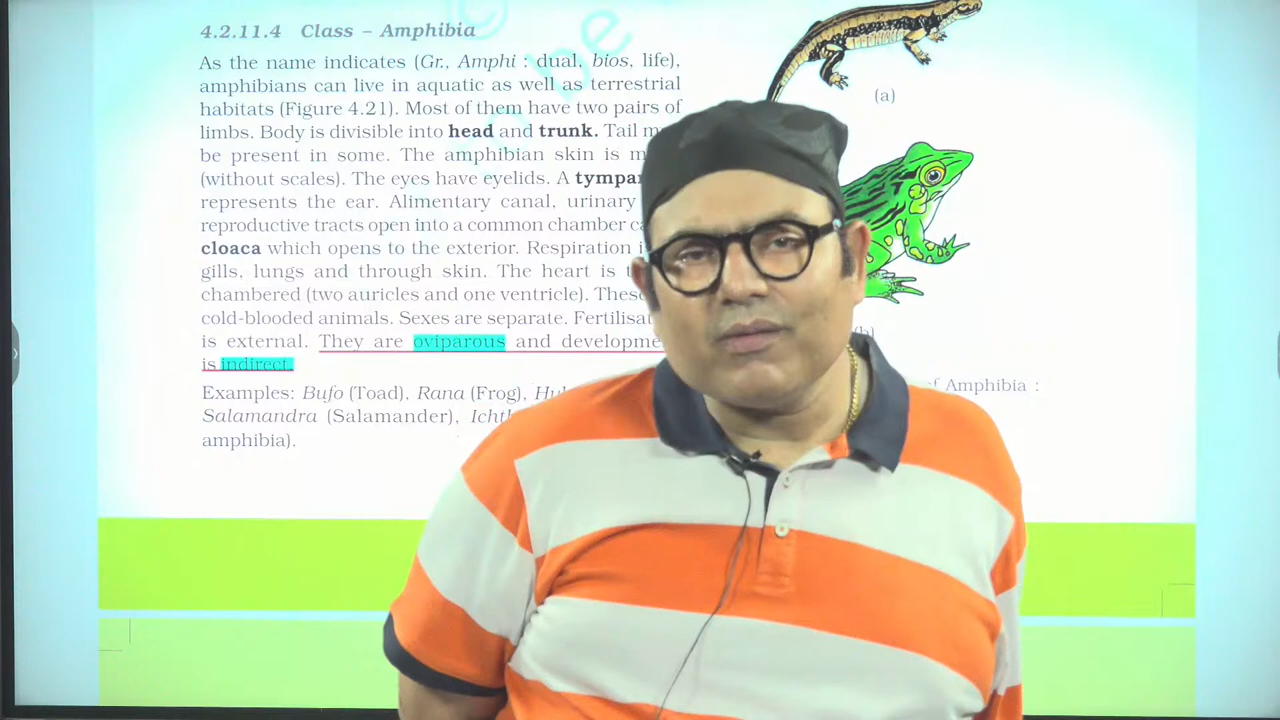 4.2.11.4 Class – Amphibia
As the name indicates (Gr., Amphi : dual, bios, life),
amphibians can live in aquatic as well as terrestrial
habitats (Figure 4.21). Most of them have two pairs of
limbs. Body is divisible into head and trunk. Tail
be present in some. The amphibian skin is
(without scales). The eyes have eyelids. A
represents the ear. Alimentary canal, urinary
reproductive tracts open into a common chamber
cloaca which opens to the exterior. Respiration
gills, lungs and through skin. The heart is
chambered (two auricles and one ventricle).
cold-blooded animals. Sexes are separate.
is external. They are oviparous and
is indirect.
Examples: Bufo (Toad), Rana (Frog),
Salamandra (Salamander),
amphibia).
(a)
of Amphibia :